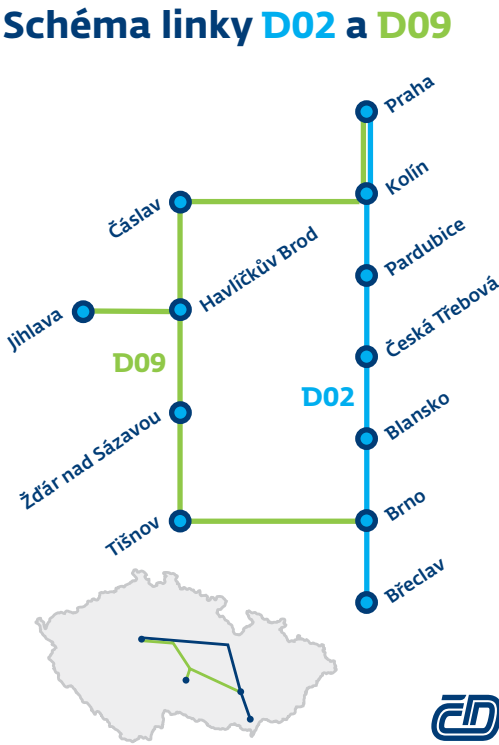 Schéma linky D02 a D09
Praha
Kolín
Čáslav
Pardubice
Havlíčkův Brod
Jihlava
Česká Třebová
D09
D02
Blansko
Žďár nad Sázavou
Brno
Tišnov
Břeclav
ČD